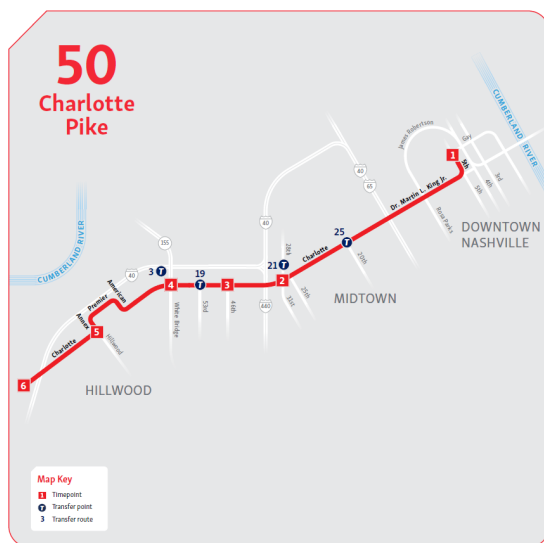 50
Charlotte
Pike
CUMBERLAND RIVER
James Robertson
Gay
1
5th
3rd
4th
5th
40
65
Dr. Martin L. King Jr.
Rosa Parks
DOWNTOWN
NASHVILLE
CUMBERLAND RIVER
155
40
28th
25
21 T
T
Charlotte
20th
40
3 T
19
T
4
3
2
MIDTOWN
American
Premier
White Bridge
53rd
46th
440
31st
25th
Annex
5
Hillwood
Charlotte
6
HILLWOOD
Map Key
1 Timepoint
T Transfer point
3 Transfer route